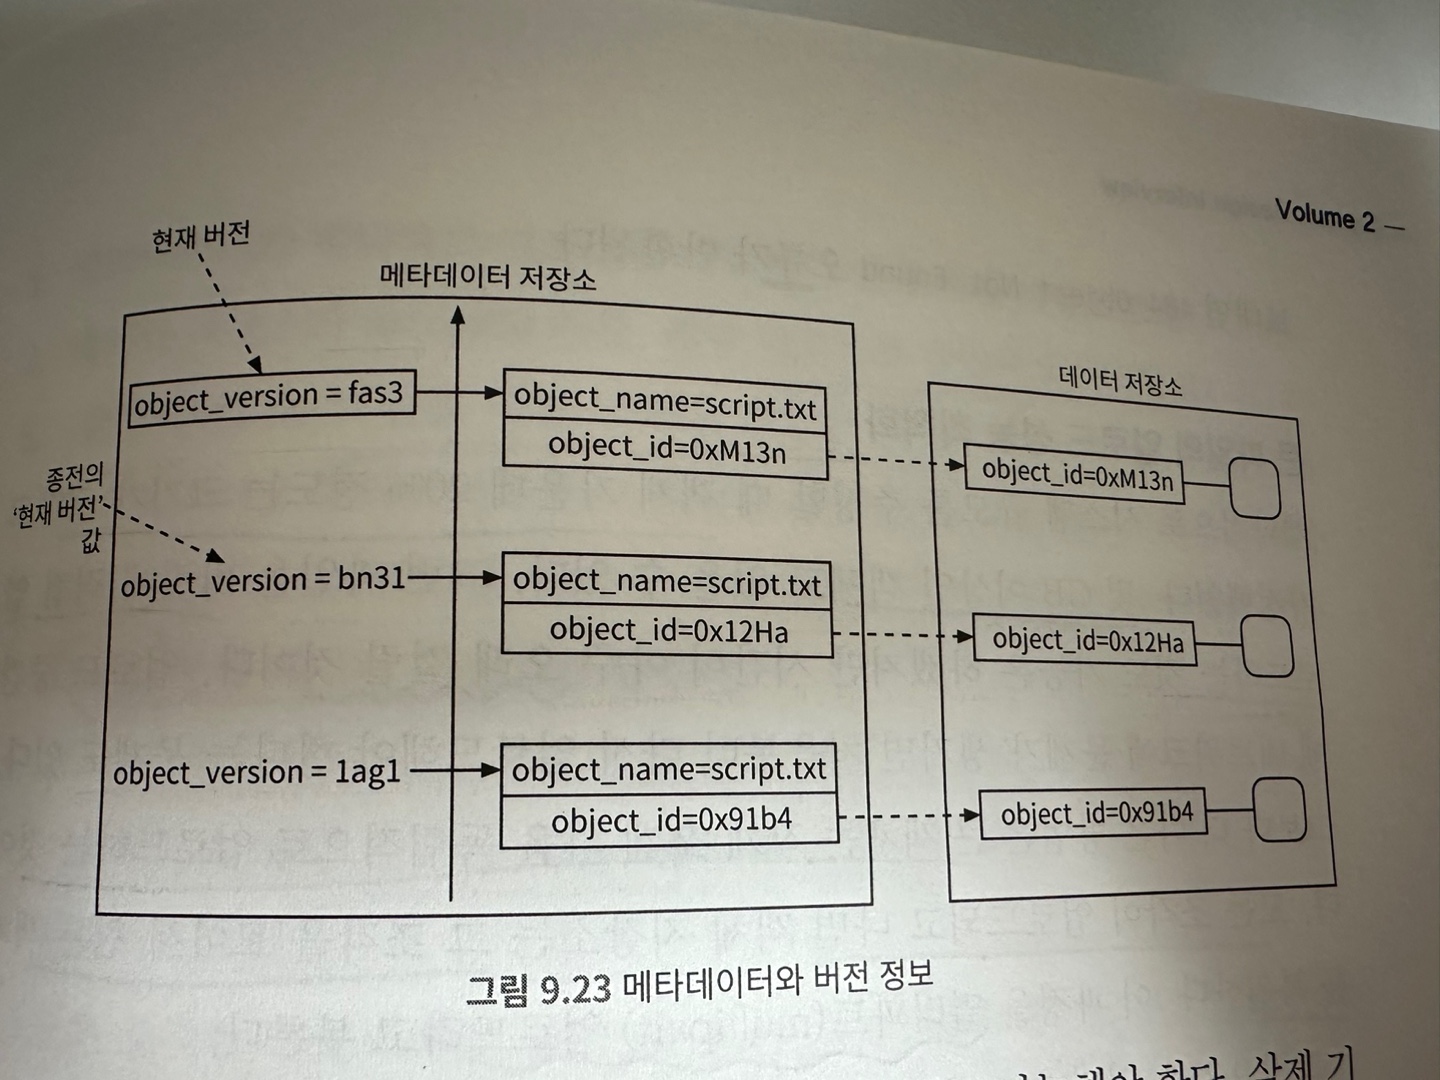 Volume 2 —
현재 버전
메타데이터 저장소
데이터 저장소
object_version = fas3
object_name=script.txt
object_id=0xM13n
object_id=0xM13n
종전의
‘현재 버전’
값
object_version = bn31
object_name=script.txt
object_id=0x12Ha
object_id=0x12Ha
object_version = 1ag1
object_name=script.txt
object_id=0x91b4
object_id=0x91b4
그림 9.23 메타데이터와 버전 정보
해야 한다. 삭제 기